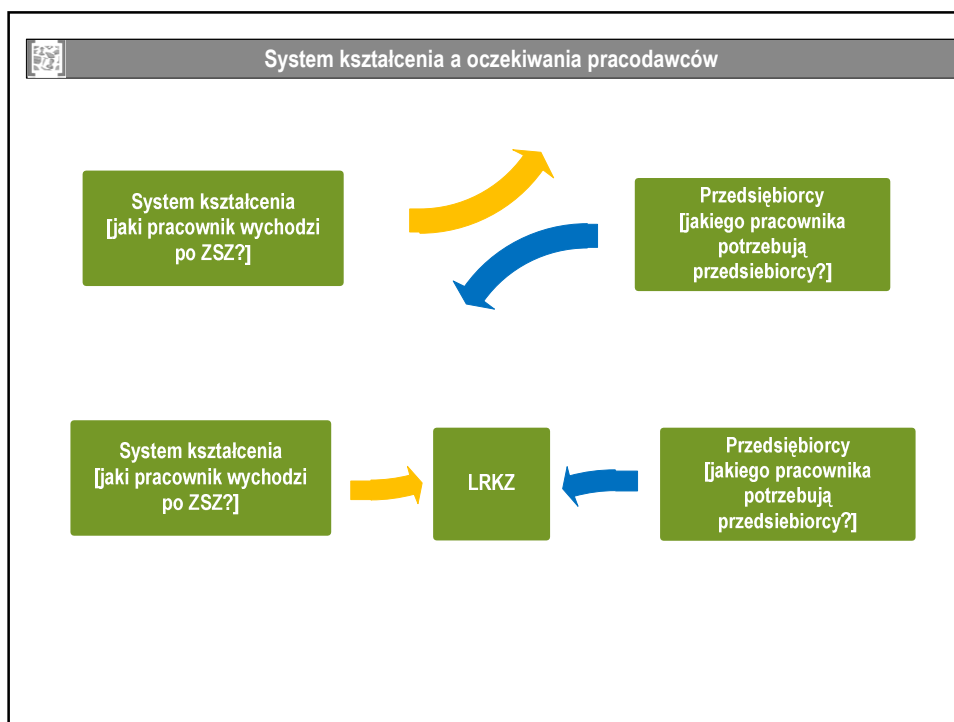 System kształcenia a oczekiwania pracodawców
System kształcenia
[jaki pracownik wychodzi
po ZSZ?]
Przedsiębiorcy
[jakiego pracownika
potrzebują
przedsiebiorcy?]
System kształcenia
[jaki pracownik wychodzi
po ZSZ?]
LRKZ
Przedsiębiorcy
[jakiego pracownika
potrzebują
przedsiebiorcy?]